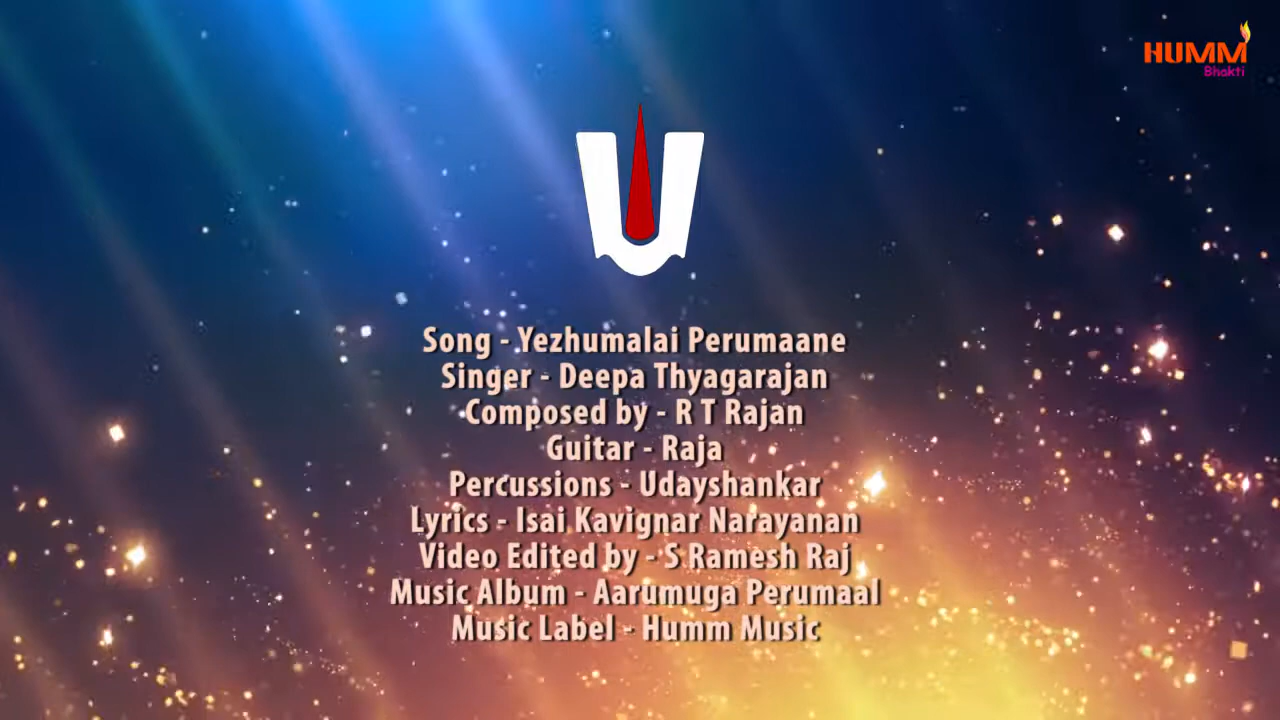 HUMM
Bhakti
Song - Yezhumalai Perumaane
Singer - Deepa Thyagarajan
Composed by - R T Rajan
Guitar - Raja
Percussions - Udayshankar
Lyrics - Isai Kavignar Narayanan
Video Edited by - S Ramesh Raj
Music Album - Aarumuga Perumaal
Music Label - Humm Music